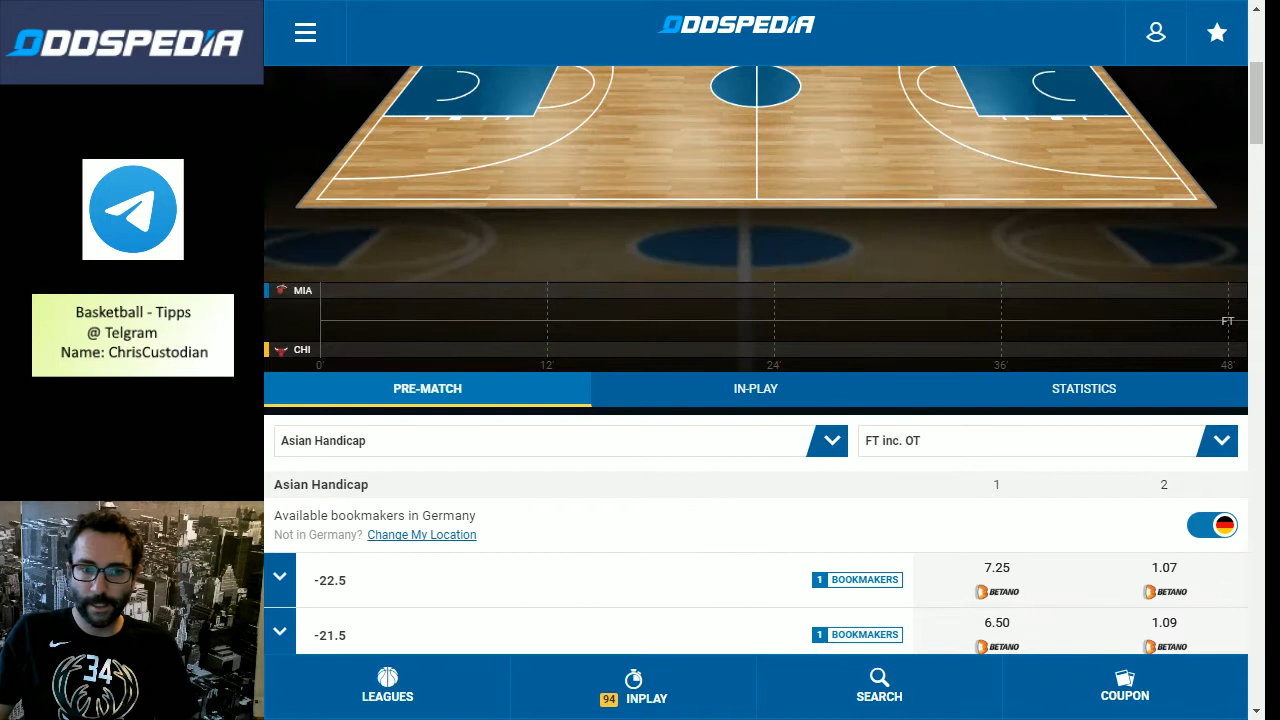 ODDSPEDIA
ODDSPEDIA
Basketball - Tipps
@ Telgram
Name: ChrisCustodian
MIA
FT
CHI
0' 12' 24' 36' 48'
PRE-MATCH IN-PLAY STATISTICS
Asian Handicap FT inc. OT
Asian Handicap 1 2
Available bookmakers in Germany
Not in Germany? Change My Location
-22.5 1 BOOKMAKERS 7.25 1.07
BETANO BETANO
-21.5 1 BOOKMAKERS 6.50 1.09
BETANO BETANO
LEAGUES 94 INPLAY SEARCH COUPON
34